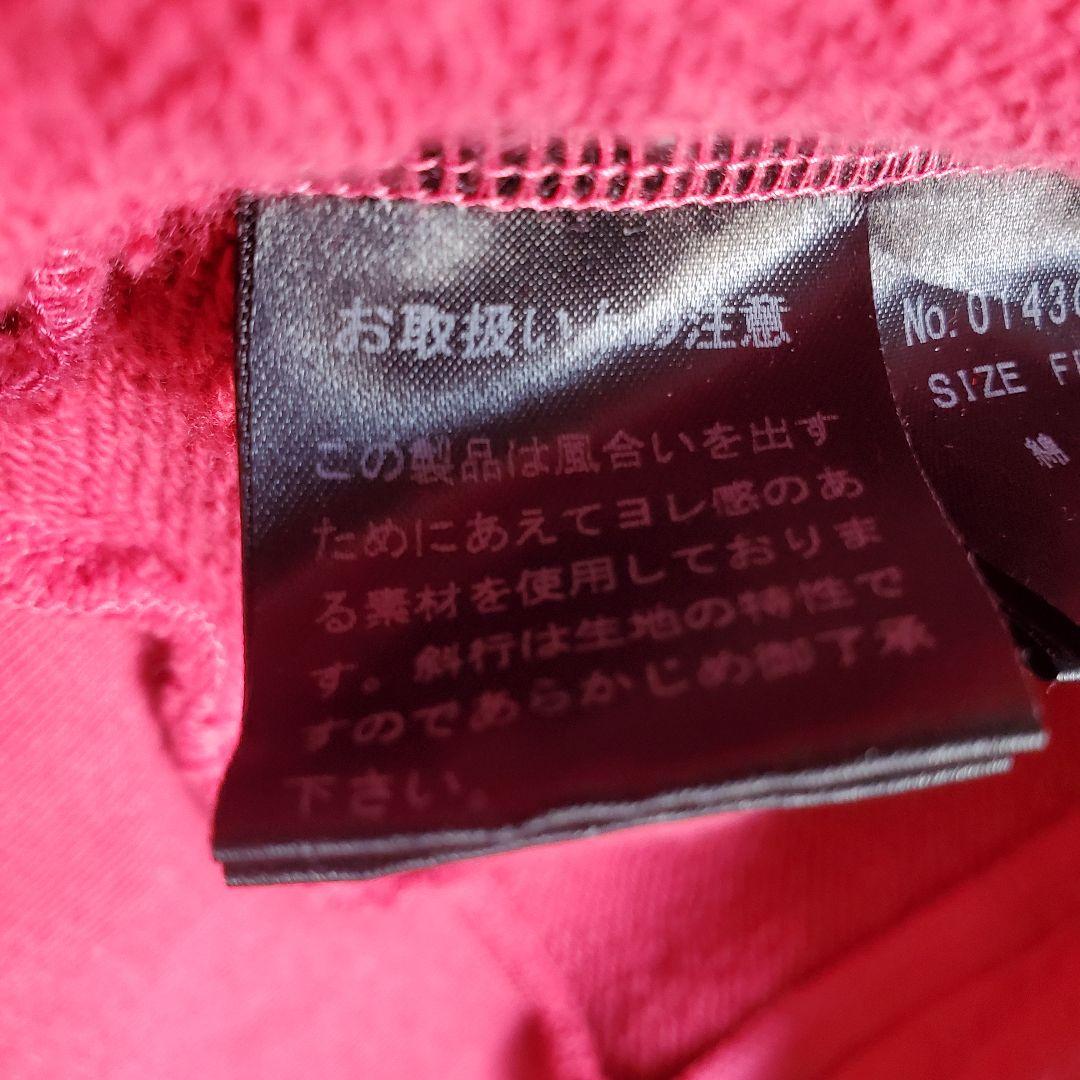 お取扱い上の注意
この製品は風合いを出す
ためにあえてヨレ感のあ
る素材を使用しておりま
す。斜行は生地の特性で
すのであらかじめ御了承
下さい。
No.0143
SIZE
綿